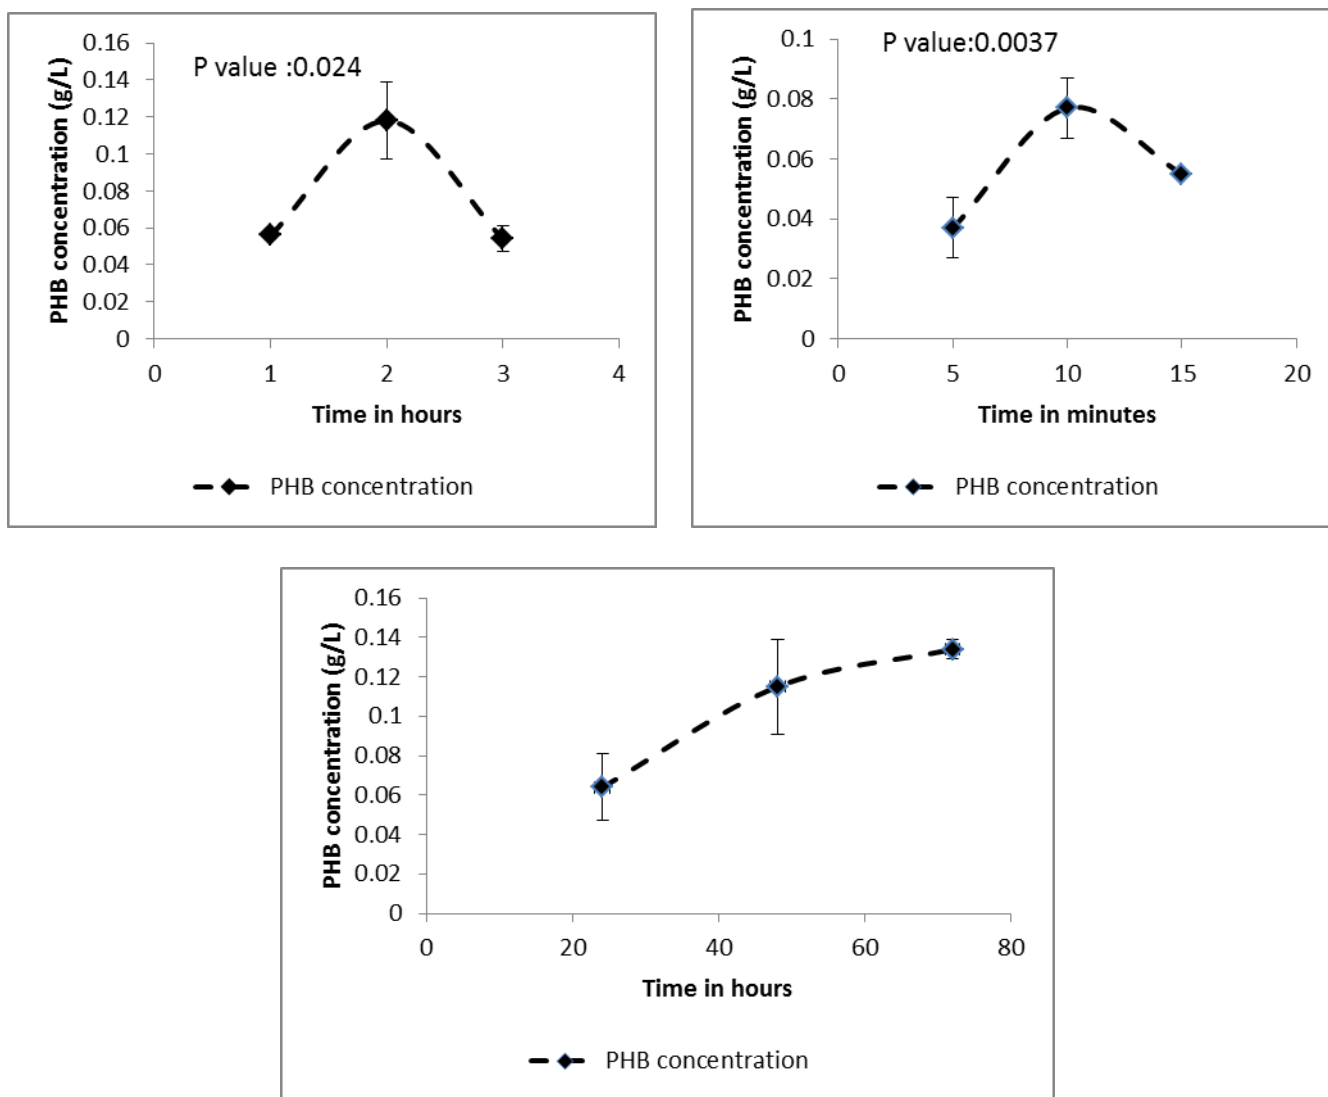 P value :0.024
PHB concentration (g/L)
0.16
0.14
0.12
0.1
0.08
0.06
0.04
0.02
0
0 1 2 3 4
Time in hours
PHB concentration
P value:0.0037
PHB concentration (g/L)
0.1
0.08
0.06
0.04
0.02
0
0 5 10 15 20
Time in minutes
PHB concentration
PHB concentration (g/L)
0.16
0.14
0.12
0.1
0.08
0.06
0.04
0.02
0
0 20 40 60 80
Time in hours
PHB concentration